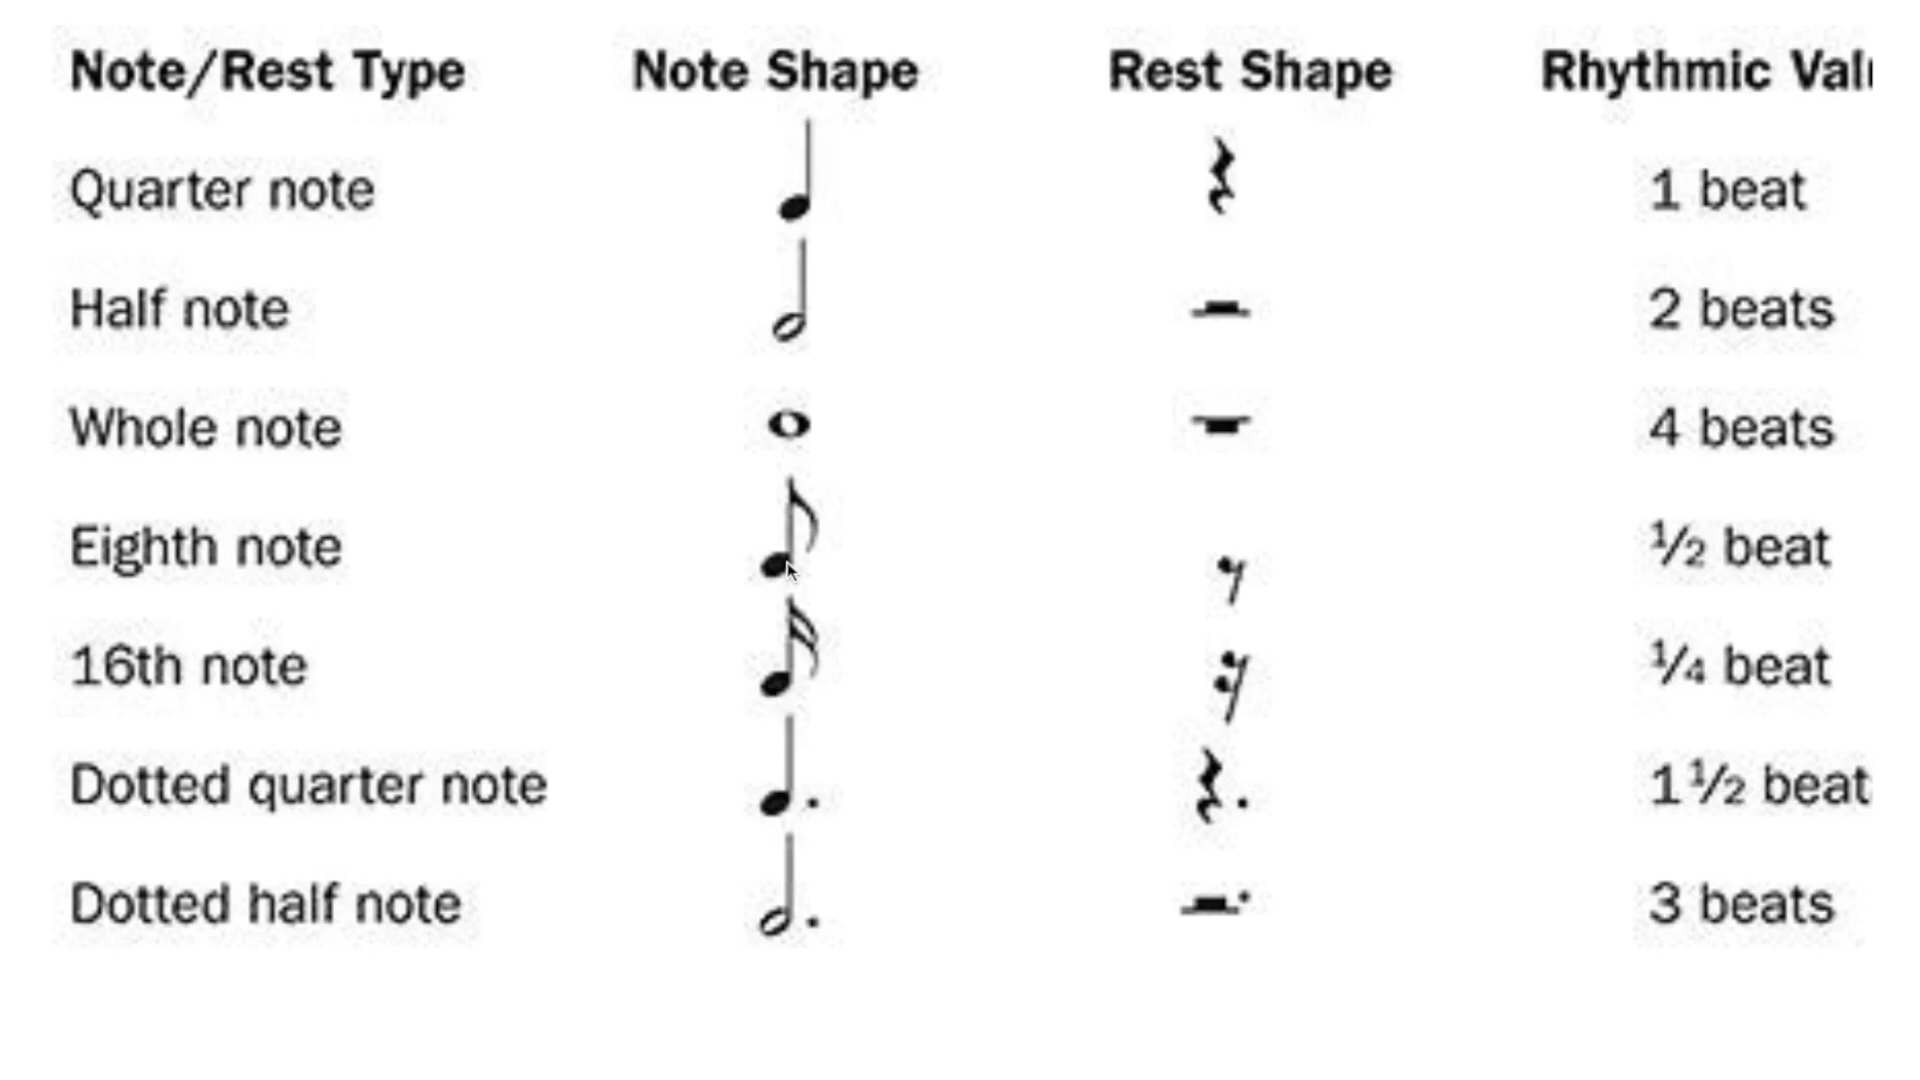 Note/Rest Type Note Shape Rest Shape Rhythmic Valu
Quarter note 1 beat
Half note 2 beats
Whole note 4 beats
Eighth note ½ beat
16th note ¼ beat
Dotted quarter note 1½ beat
Dotted half note 3 beats